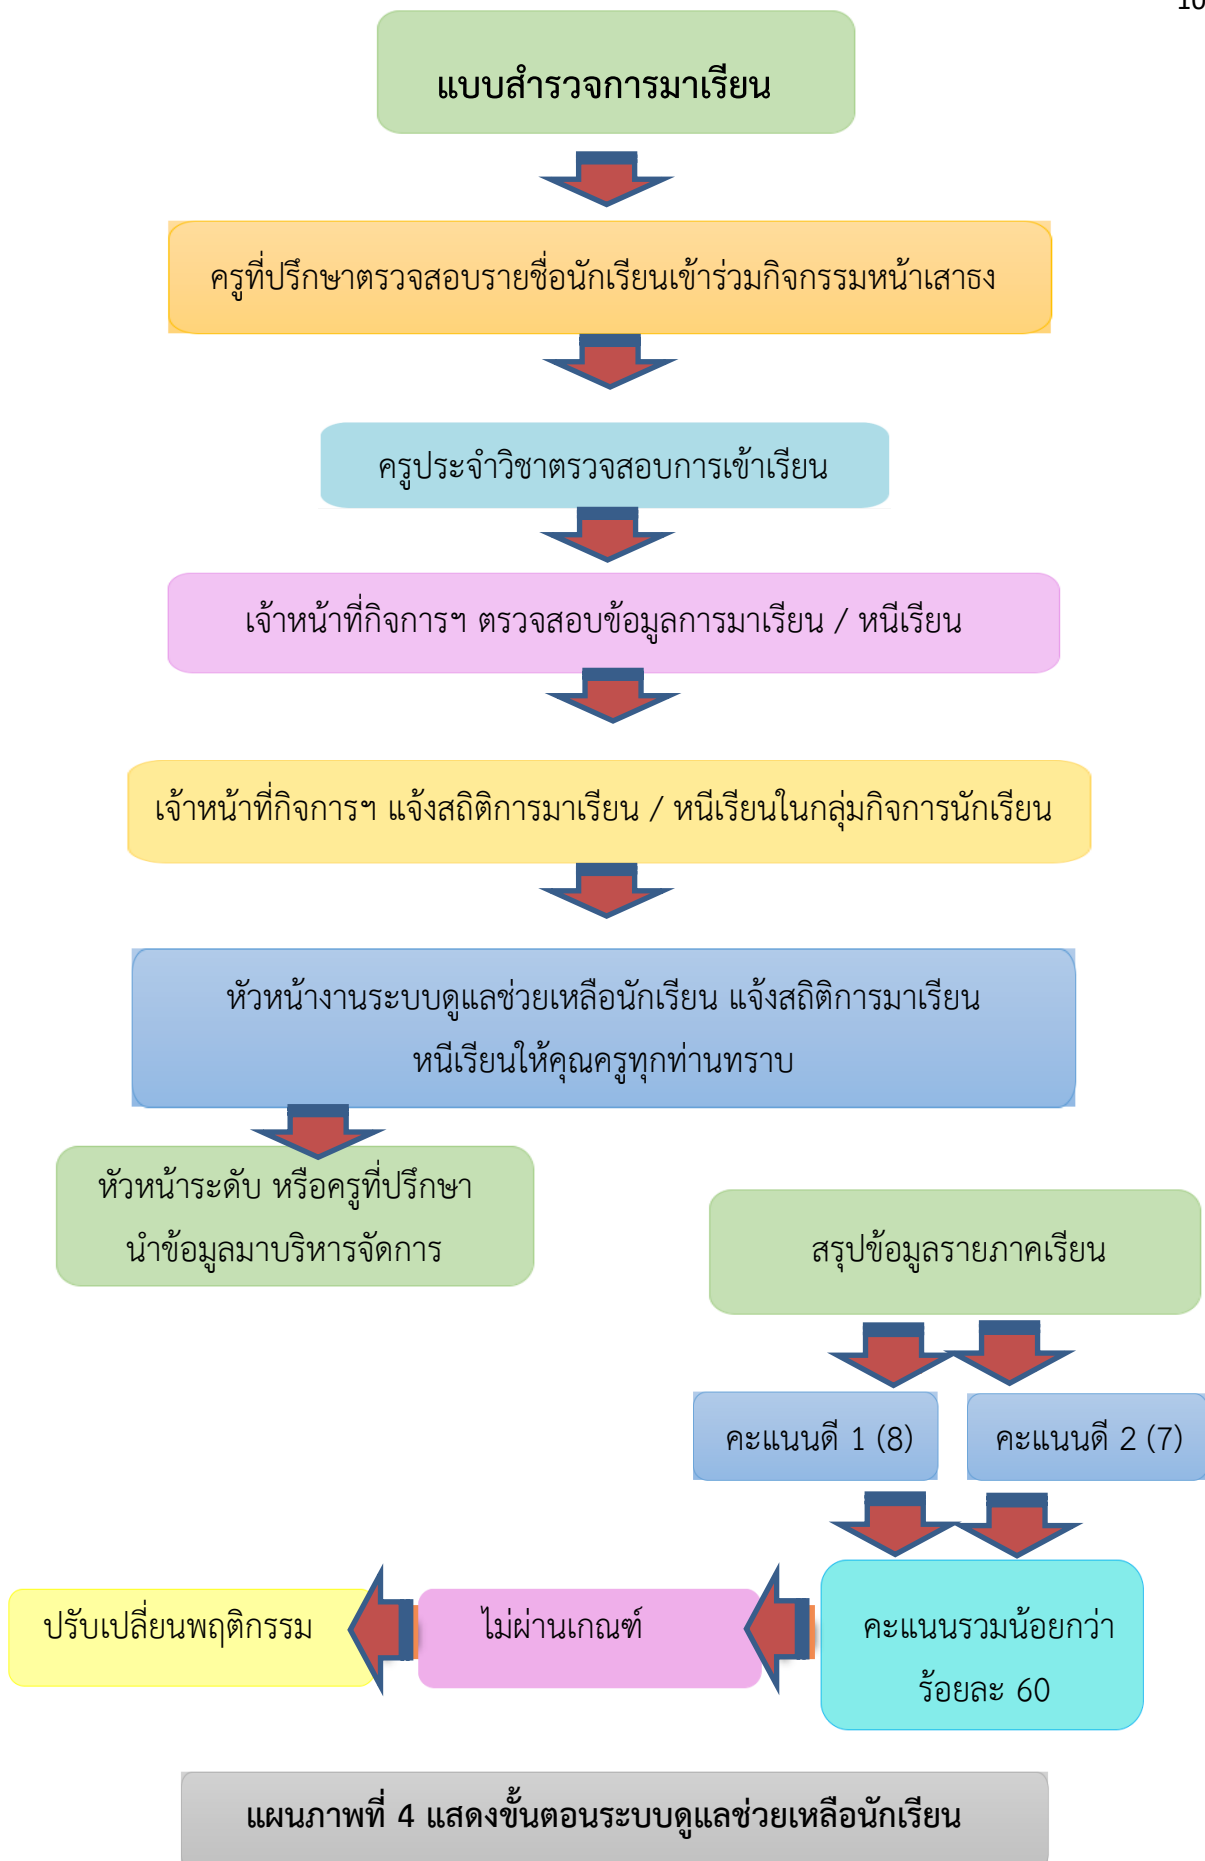 10
แบบสำรวจการมาเรียน
ครูที่ปรึกษาตรวจสอบรายชื่อนักเรียนเข้าร่วมกิจกรรมหน้าเสาธง
ครูประจำวิชาตรวจสอบการเข้าเรียน
เจ้าหน้าที่กิจการฯ ตรวจสอบข้อมูลการมาเรียน / หนีเรียน
เจ้าหน้าที่กิจการฯ แจ้งสถิติการมาเรียน / หนีเรียนในกลุ่มกิจการนักเรียน
หัวหน้างานระบบดูแลช่วยเหลือนักเรียน แจ้งสถิติการมาเรียน
หนีเรียนให้คุณครูทุกท่านทราบ
หัวหน้าระดับ หรือครูที่ปรึกษา
นำข้อมูลมาบริหารจัดการ
สรุปข้อมูลรายภาคเรียน
คะแนนดี 1 (8)
คะแนนดี 2 (7)
คะแนนรวมน้อยกว่า
ร้อยละ 60
ไม่ผ่านเกณฑ์
ปรับเปลี่ยนพฤติกรรม
แผนภาพที่ 4 แสดงขั้นตอนระบบดูแลช่วยเหลือนักเรียน